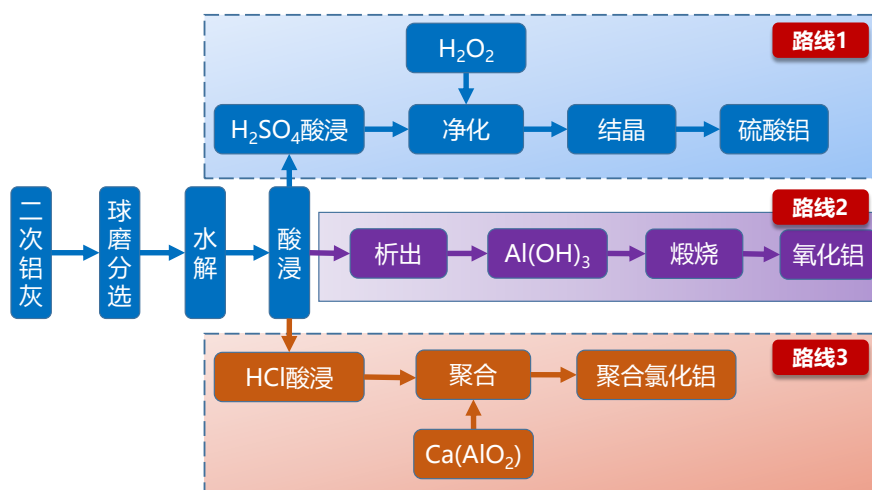 路线1
H₂O₂
H₂SO₄酸浸
净化
结晶
硫酸铝
二次铝灰
球磨分选
水解
酸浸
路线2
析出
Al(OH)₃
煅烧
氧化铝
路线3
HCl酸浸
聚合
聚合氯化铝
Ca(AlO₂)